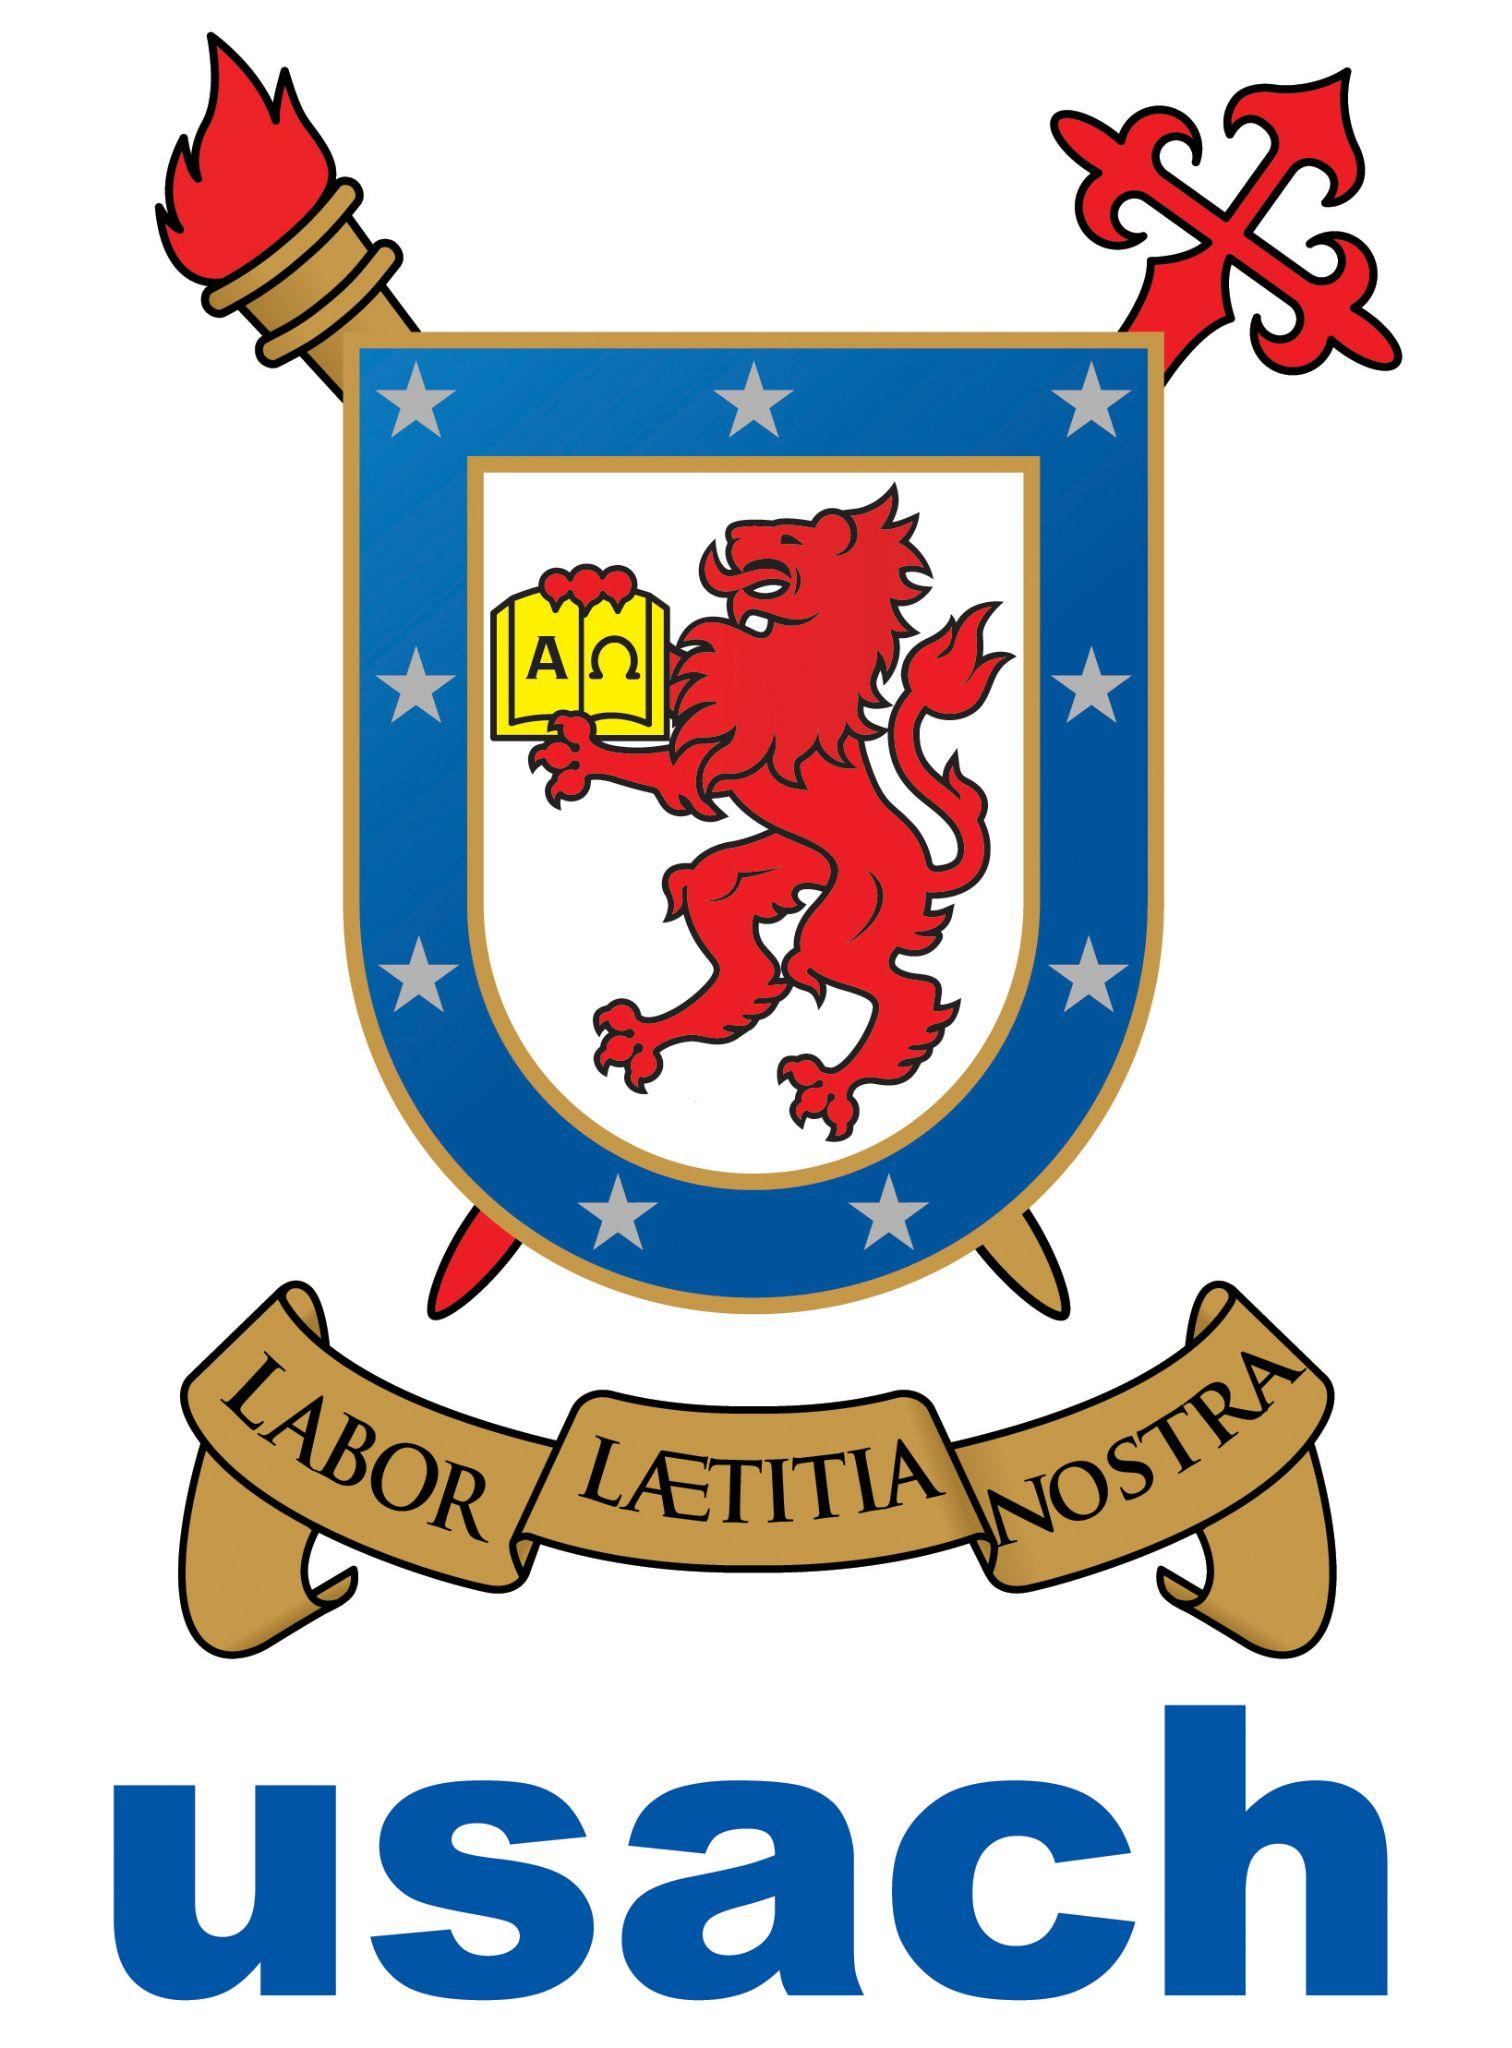 Α Ω
LABOR LÆTITIA NOSTRA
usach